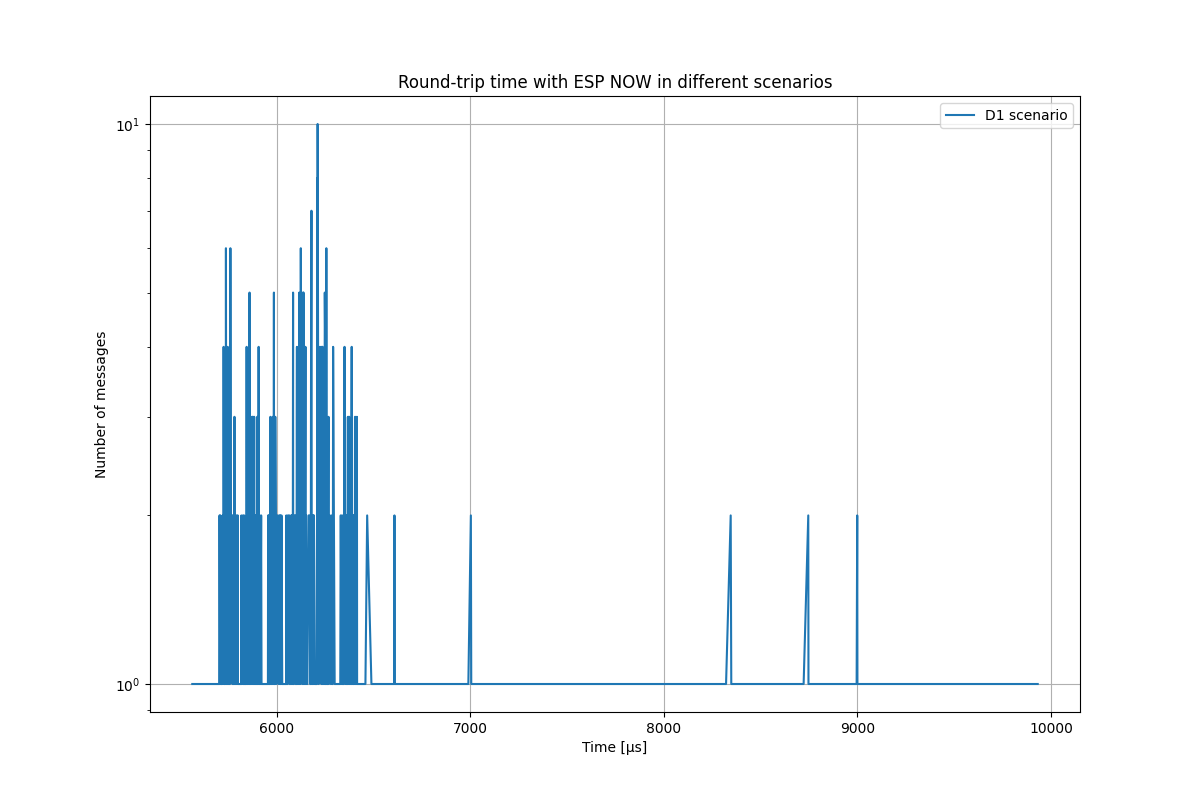 Round-trip time with ESP NOW in different scenarios
D1 scenario
Number of messages
10¹
10⁰
6000
7000
8000
9000
10000
Time [µs]